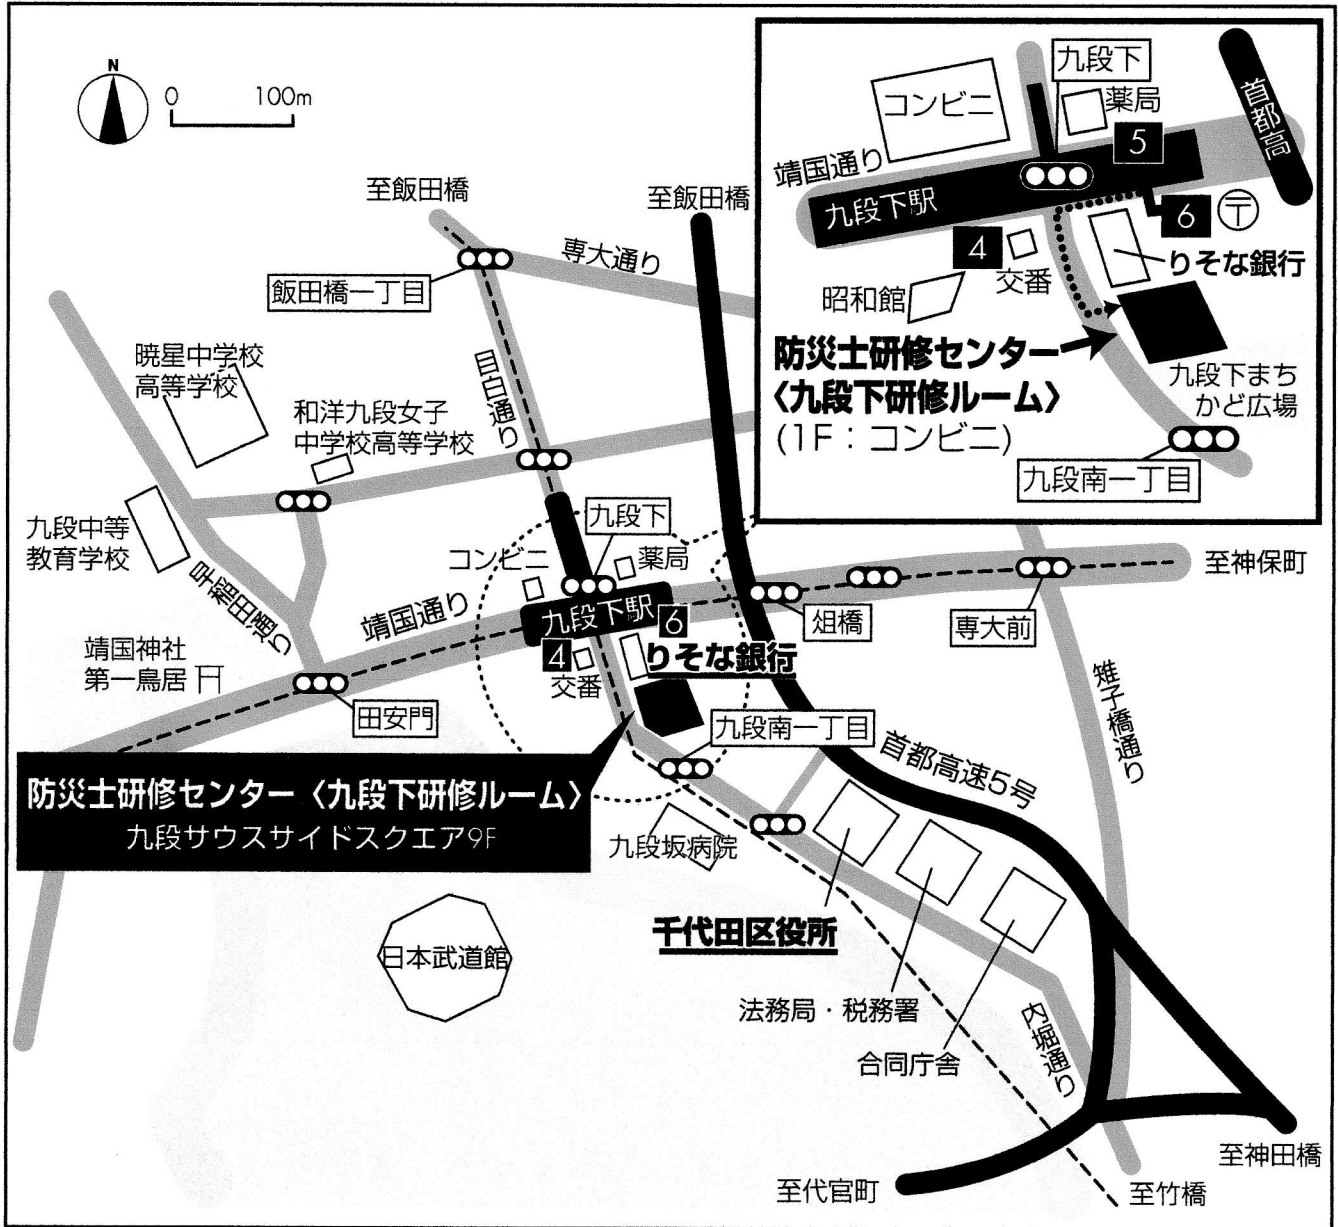 N
0 100m
至飯田橋
至飯田橋
専大通り
飯田橋一丁目
目白通り
暁星中学校
高等学校
和洋九段女子
中学校高等学校
九段中等
教育学校
早稲田通り
靖国通り
靖国神社
第一鳥居
田安門
コンビニ
九段下
薬局
九段下駅
6
4
交番
りそな銀行
俎橋
専大前
至神保町
雉子橋通り
九段南一丁目
首都高速5号
防災士研修センター〈九段下研修ルーム〉
九段サウスサイドスクエア9F
九段坂病院
千代田区役所
日本武道館
法務局・税務署
合同庁舎
内堀通り
至神田橋
至代官町
至竹橋
九段下
コンビニ
薬局
首都高
5
靖国通り
九段下駅
6
〒
4
交番
りそな銀行
昭和館
防災士研修センター
〈九段下研修ルーム〉
(1F：コンビニ)
九段下まち
かど広場
九段南一丁目